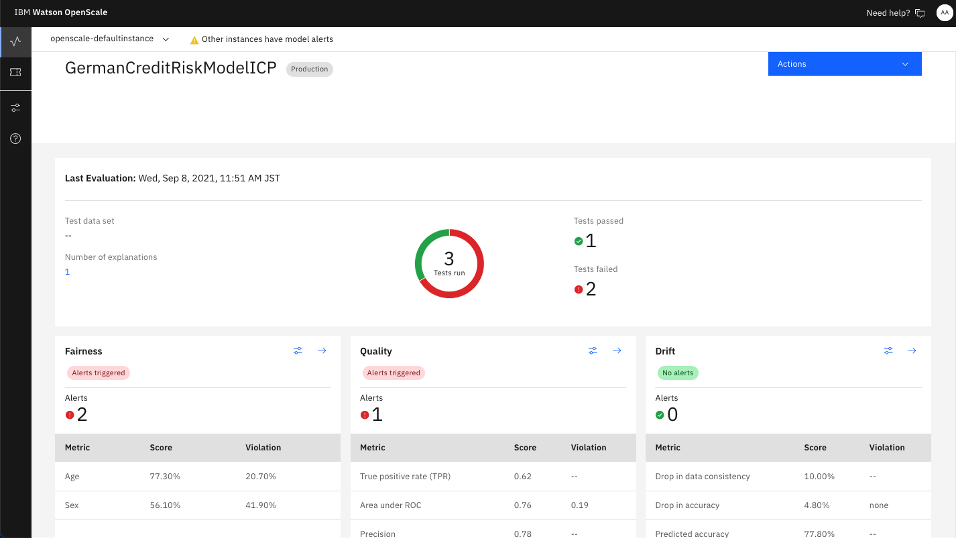 IBM Watson OpenScale
Need help?
AA
openscale-defaultinstance
Other instances have model alerts
GermanCreditRiskModelICP
Production
Actions
Last Evaluation: Wed, Sep 8, 2021, 11:51 AM JST
Test data set
--
Number of explanations
1
3
Tests run
Tests passed
1
Tests failed
2
Fairness
Alerts triggered
Alerts
2
Metric Score Violation
Age 77.30% 20.70%
Sex 56.10% 41.90%
Quality
Alerts triggered
Alerts
1
Metric Score Violation
True positive rate (TPR) 0.62 --
Area under ROC 0.76 0.19
Precision 0.78 --
Drift
No alerts
Alerts
0
Metric Score Violation
Drop in data consistency 10.00% --
Drop in accuracy 4.80% none
Predicted accuracy 77.80% --